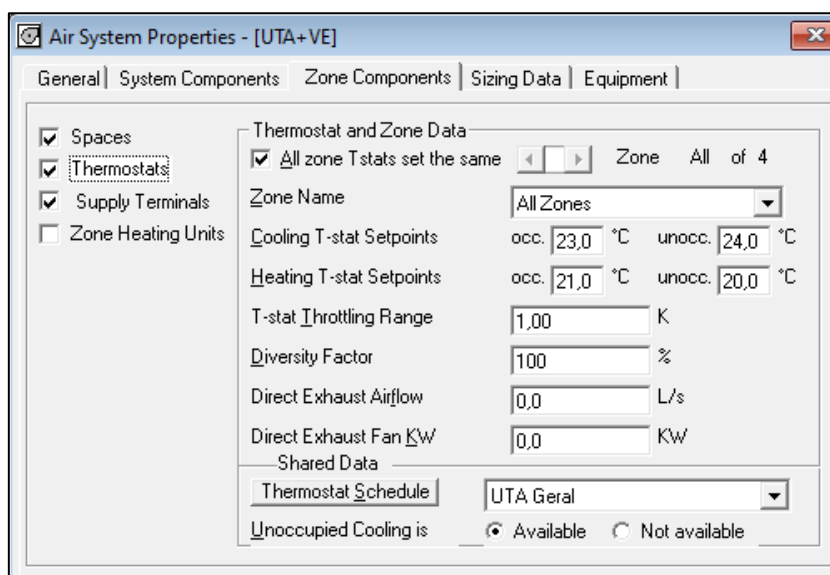 Air System Properties - [UTA+VE]
General System Components Zone Components Sizing Data Equipment
Spaces
Thermostats
Supply Terminals
Zone Heating Units
Thermostat and Zone Data
All zone Tstats set the same Zone All of 4
Zone Name All Zones
Cooling T-stat Setpoints occ. 23,0 °C unocc. 24,0 °C
Heating T-stat Setpoints occ. 21,0 °C unocc. 20,0 °C
T-stat Throttling Range 1,00 K
Diversity Factor 100 %
Direct Exhaust Airflow 0,0 L/s
Direct Exhaust Fan KW 0,0 KW
Shared Data
Thermostat Schedule UTA Geral
Unoccupied Cooling is Available Not available